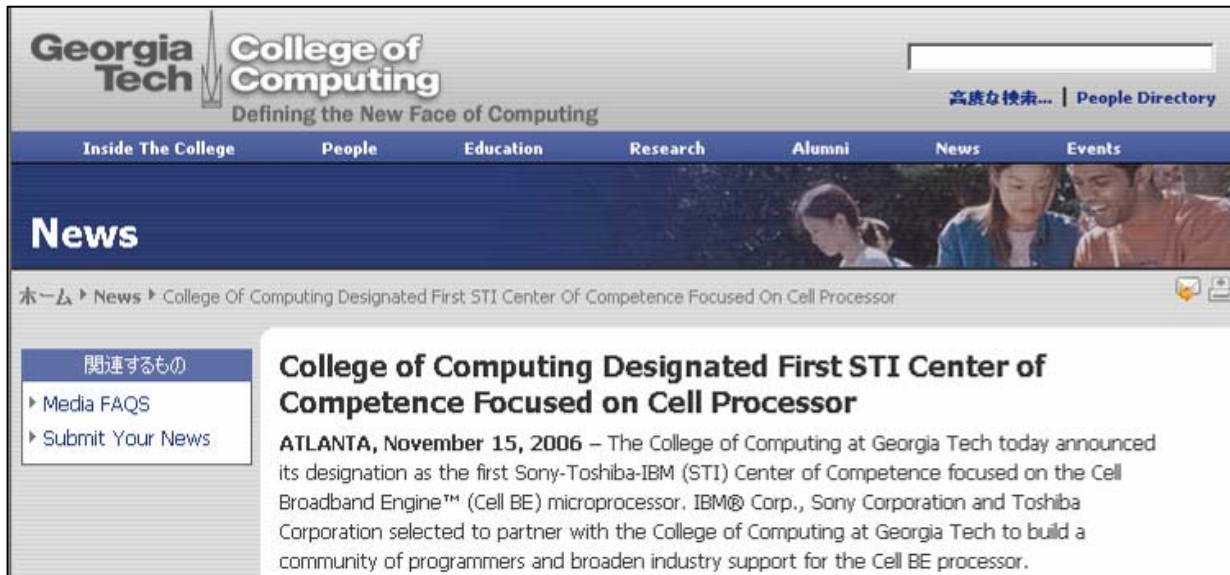 Georgia Tech
College of Computing
Defining the New Face of Computing
高度な検索... | People Directory
Inside The College People Education Research Alumni News Events
News
ホーム News College Of Computing Designated First STI Center Of Competence Focused On Cell Processor
関連するもの
Media FAQS
Submit Your News
College of Computing Designated First STI Center of
Competence Focused on Cell Processor
ATLANTA, November 15, 2006 – The College of Computing at Georgia Tech today announced
its designation as the first Sony-Toshiba-IBM (STI) Center of Competence focused on the Cell
Broadband Engine™ (Cell BE) microprocessor. IBM® Corp., Sony Corporation and Toshiba
Corporation selected to partner with the College of Computing at Georgia Tech to build a
community of programmers and broaden industry support for the Cell BE processor.